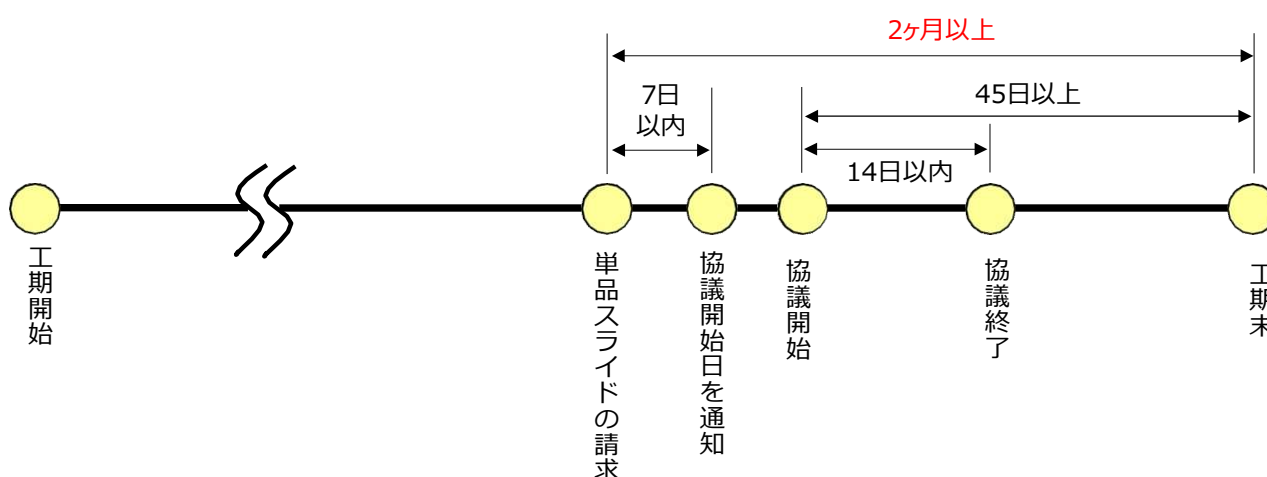 2ヶ月以上
7日
以内
45日以上
14日以内
工期開始
単品スライドの請求
協議開始日を通知
協議開始
協議終了
工期末